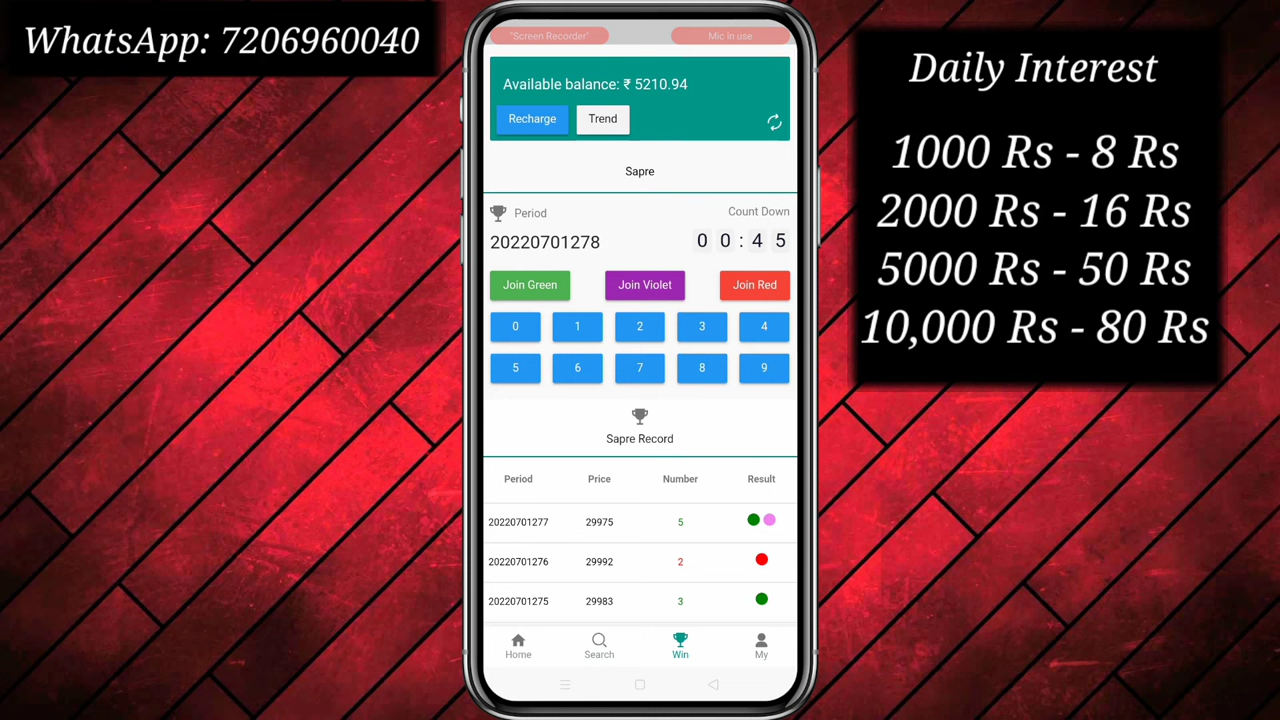 WhatsApp: 7206960040
"Screen Recorder"
Mic in use
Available balance: ₹ 5210.94
Recharge
Trend
Sapre
Period
Count Down
20220701278
0 0 : 4 5
Join Green
Join Violet
Join Red
0 1 2 3 4
5 6 7 8 9
Sapre Record
Period Price Number Result
20220701277 29975 5
20220701276 29992 2
20220701275 29983 3
Home Search Win My
Daily Interest
1000 Rs - 8 Rs
2000 Rs - 16 Rs
5000 Rs - 50 Rs
10,000 Rs - 80 Rs